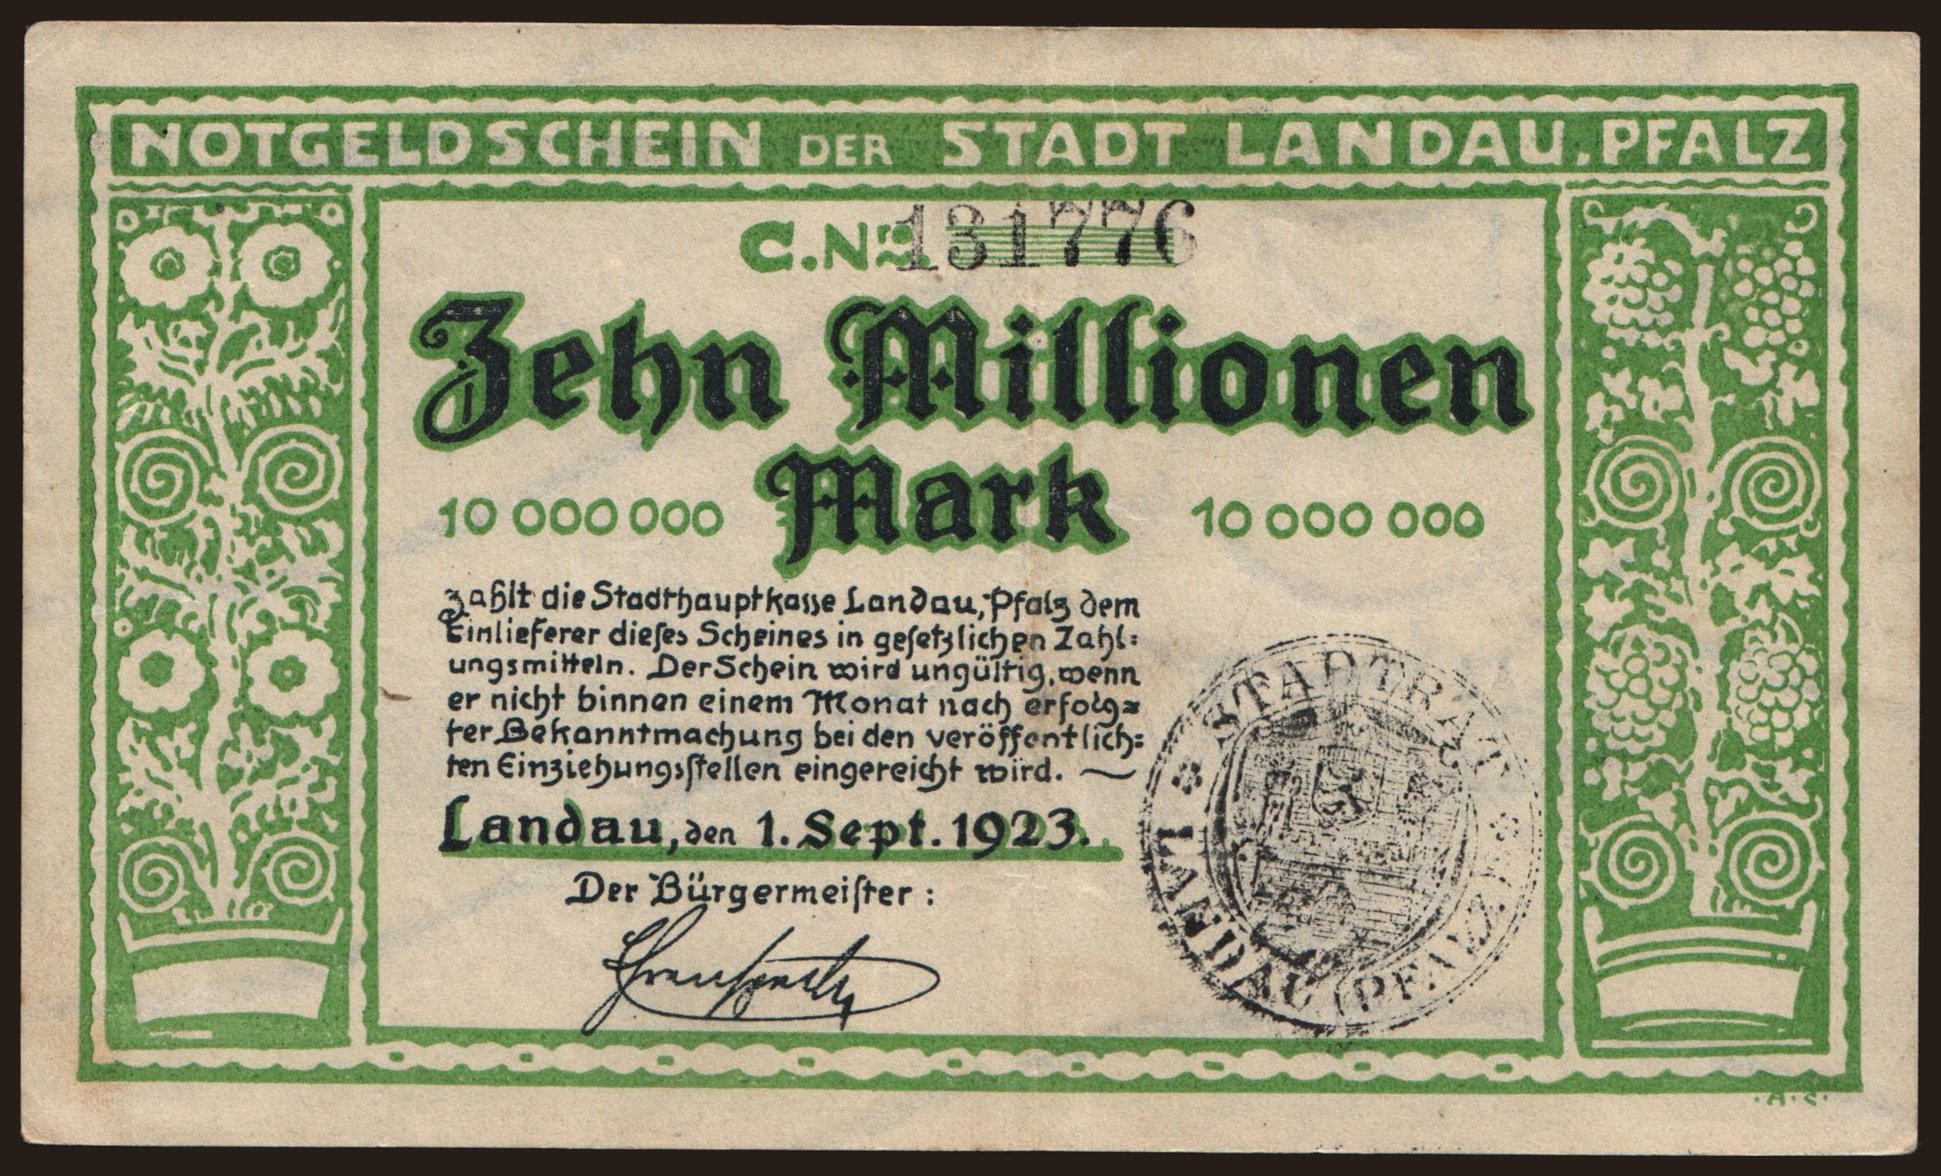 NOTGELDSCHEIN DER STADT LANDAU, PFALZ
C. No. 131776
Zehn Millionen
Mark
10 000 000 10 000 000
zahlt die Stadthauptkasse Landau, Pfalz dem
Einlieferer dieses Scheines in gesetzlichen Zahl=
ungsmitteln. Der Schein wird ungültig, wenn
er nicht binnen einem Monat nach erfolg=
ter Bekanntmachung bei den veröffentlich=
ten Einziehungsstellen eingereicht wird.
Landau, den 1. Sept. 1923.
Der Bürgermeister:
STADTRAT
LANDAU (PFALZ)
· A · C ·